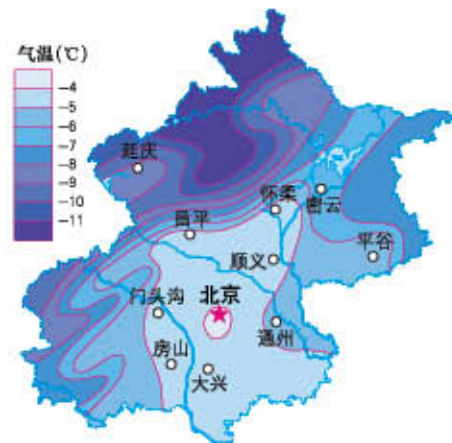 气温(℃)
-4
-5
-6
-7
-8
-9
-10
-11
延庆
怀柔
密云
昌平
平谷
顺义
门头沟
北京
通州
房山
大兴